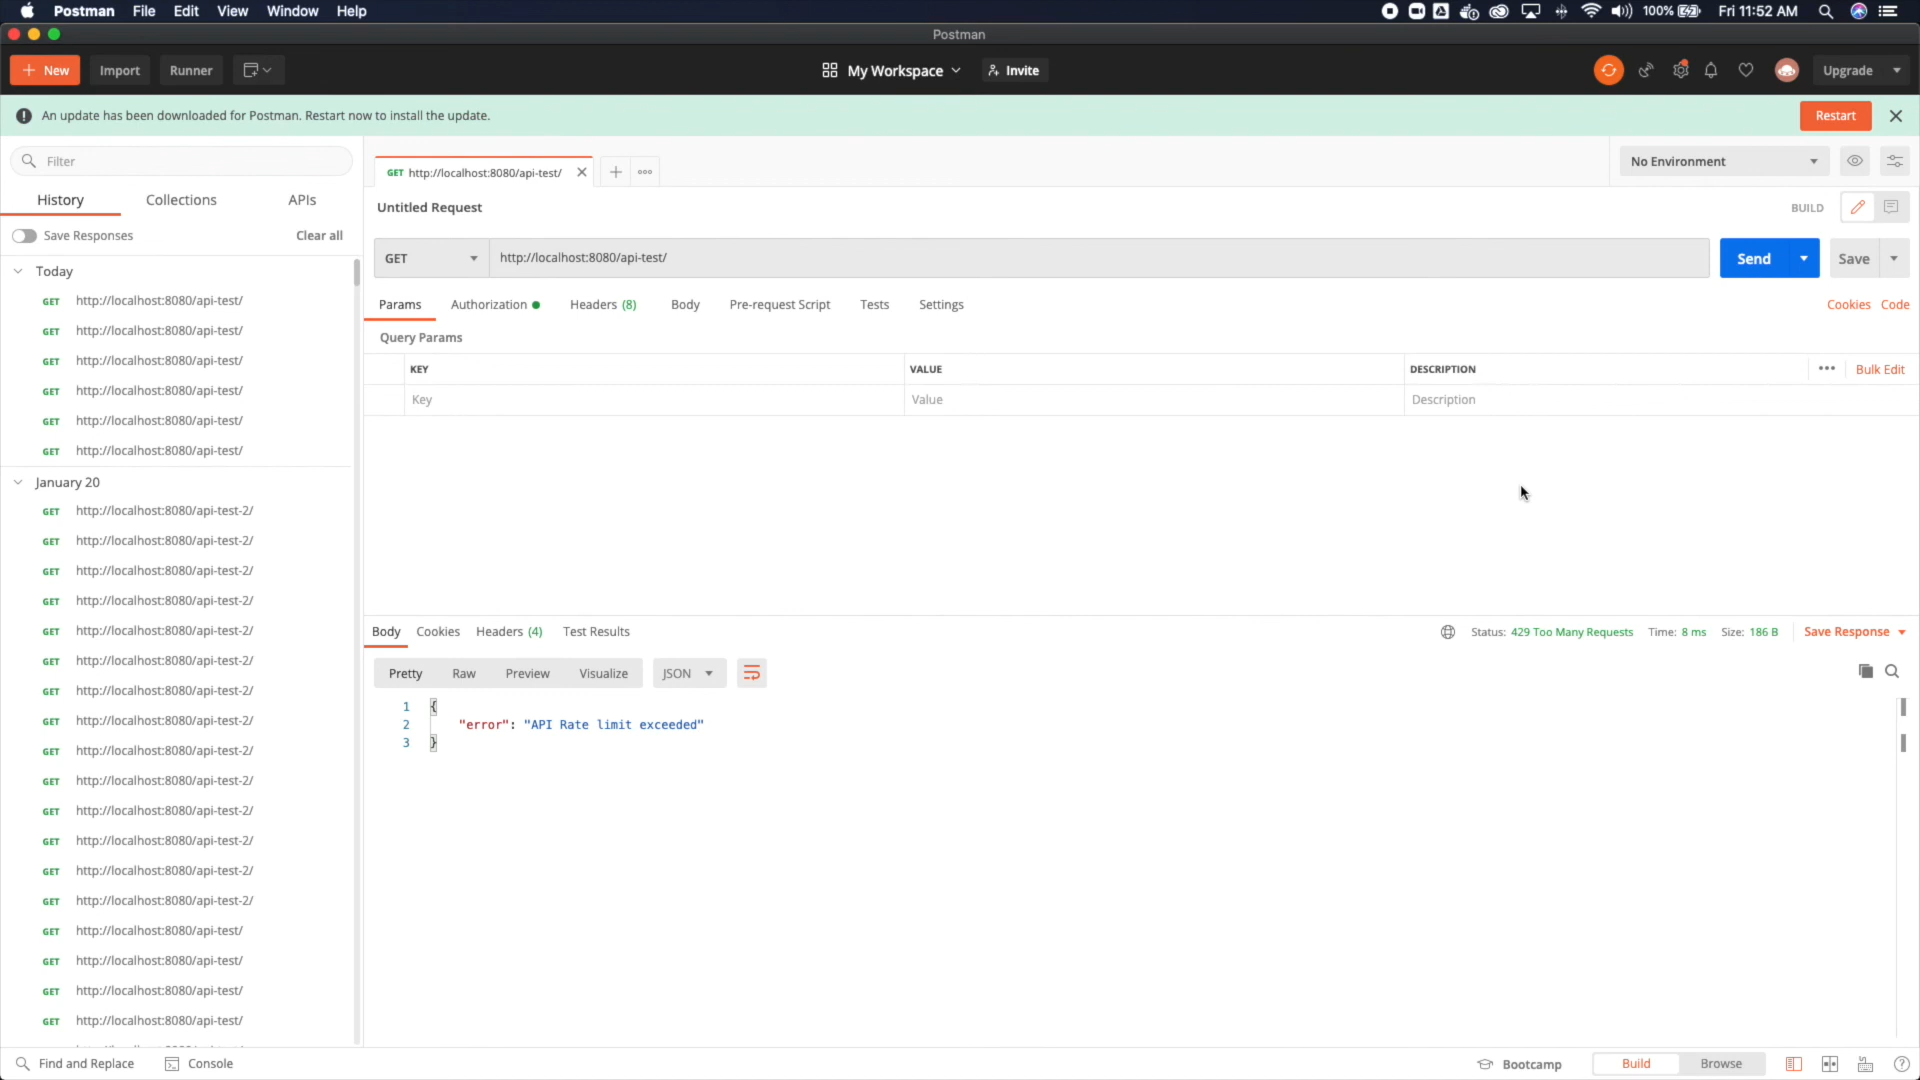 Postman File Edit View Window Help 100% Fri 11:52 AM
Postman
New Import Runner My Workspace Invite Upgrade
An update has been downloaded for Postman. Restart now to install the update. Restart
Filter
GET http://localhost:8080/api-test/
No Environment
History Collections APIs
Untitled Request
BUILD
Save Responses Clear all
GET http://localhost:8080/api-test/ Send Save
Today
GET http://localhost:8080/api-test/
GET http://localhost:8080/api-test/
GET http://localhost:8080/api-test/
GET http://localhost:8080/api-test/
GET http://localhost:8080/api-test/
GET http://localhost:8080/api-test/
January 20
GET http://localhost:8080/api-test-2/
GET http://localhost:8080/api-test-2/
GET http://localhost:8080/api-test-2/
GET http://localhost:8080/api-test-2/
GET http://localhost:8080/api-test-2/
GET http://localhost:8080/api-test-2/
GET http://localhost:8080/api-test-2/
GET http://localhost:8080/api-test-2/
GET http://localhost:8080/api-test-2/
GET http://localhost:8080/api-test-2/
GET http://localhost:8080/api-test-2/
GET http://localhost:8080/api-test-2/
GET http://localhost:8080/api-test-2/
GET http://localhost:8080/api-test-2/
GET http://localhost:8080/api-test/
GET http://localhost:8080/api-test/
GET http://localhost:8080/api-test/
GET http://localhost:8080/api-test/
Params Authorization Headers (8) Body Pre-request Script Tests Settings Cookies Code
Query Params
KEY VALUE DESCRIPTION Bulk Edit
Key Value Description
Body Cookies Headers (4) Test Results Status: 429 Too Many Requests Time: 8 ms Size: 186 B Save Response
Pretty Raw Preview Visualize JSON
1 {
2 "error": "API Rate limit exceeded"
3 }
Find and Replace Console Bootcamp Build Browse